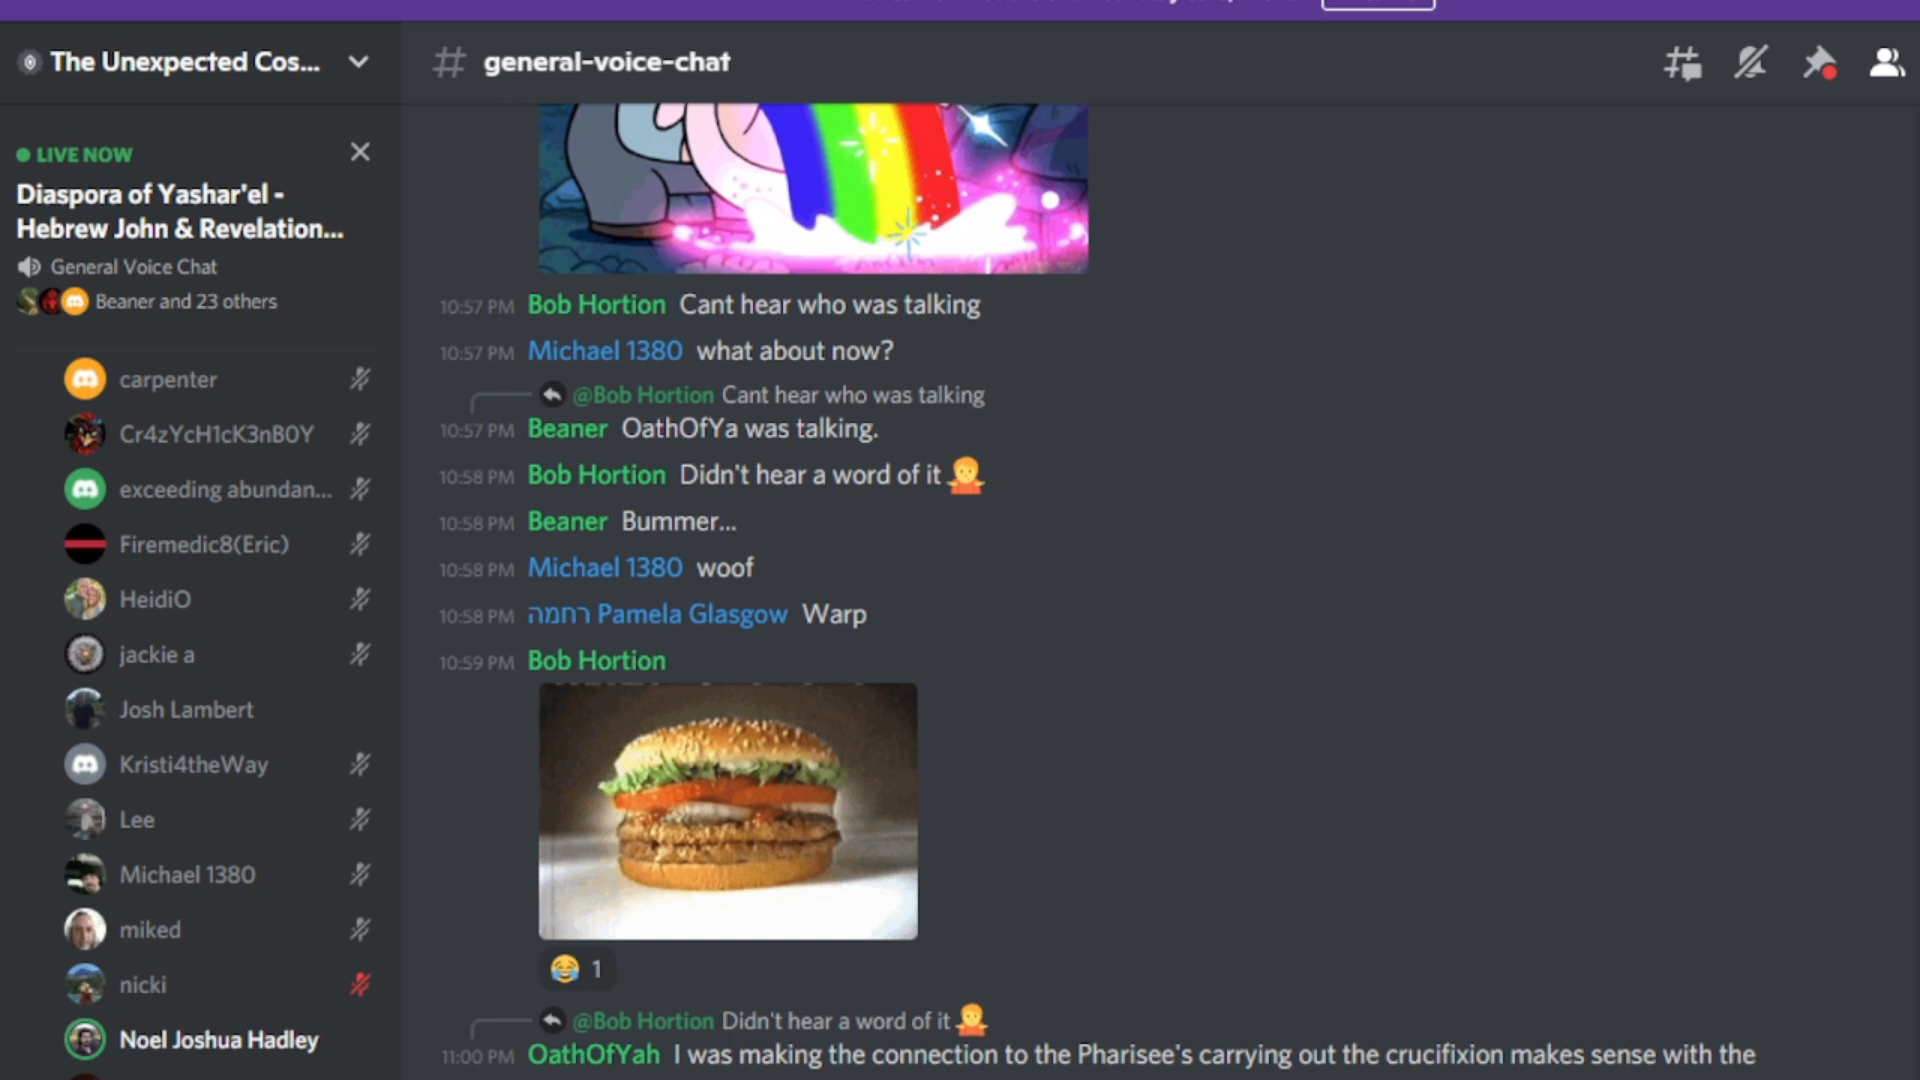 The Unexpected Cos...
general-voice-chat
LIVE NOW
Diaspora of Yashar'el -
Hebrew John & Revelation...
General Voice Chat
Beaner and 23 others
carpenter
Cr4zYcH1cK3nB0Y
exceeding abundan...
Firemedic8(Eric)
HeidiO
jackie a
Josh Lambert
Kristi4theWay
Lee
Michael 1380
miked
nicki
Noel Joshua Hadley
10:57 PM Bob Hortion Cant hear who was talking
10:57 PM Michael 1380 what about now?
@Bob Hortion Cant hear who was talking
10:57 PM Beaner OathOfYa was talking.
10:58 PM Bob Hortion Didn't hear a word of it 🤷
10:58 PM Beaner Bummer...
10:58 PM Michael 1380 woof
10:58 PM רחמה Pamela Glasgow Warp
10:59 PM Bob Hortion
😂 1
@Bob Hortion Didn't hear a word of it 🤷
11:00 PM OathOfYah I was making the connection to the Pharisee's carrying out the crucifixion makes sense with the